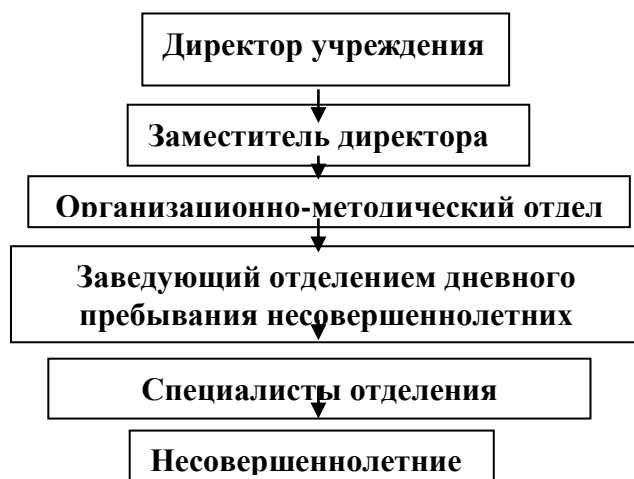 Директор учреждения
Заместитель директора
Организационно-методический отдел
Заведующий отделением дневного
пребывания несовершеннолетних
Специалисты отделения
Несовершеннолетние